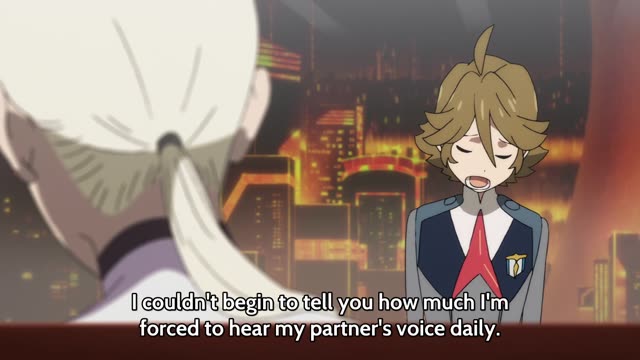 I couldn't begin to tell you how much I'm
forced to hear my partner's voice daily.